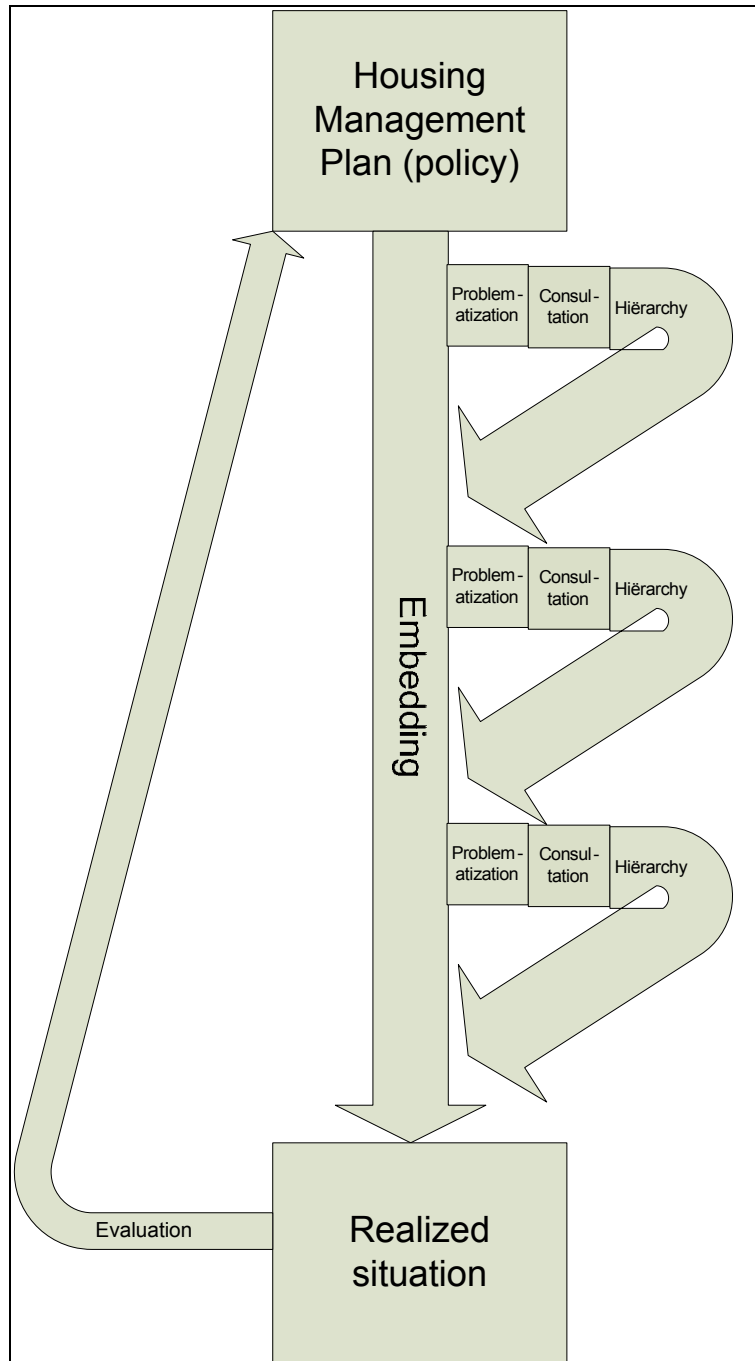 Housing
Management
Plan (policy)
Problem-
atization
Consul-
tation
Hiërarchy
Embedding
Problem-
atization
Consul-
tation
Hiërarchy
Problem-
atization
Consul-
tation
Hiërarchy
Evaluation
Realized
situation